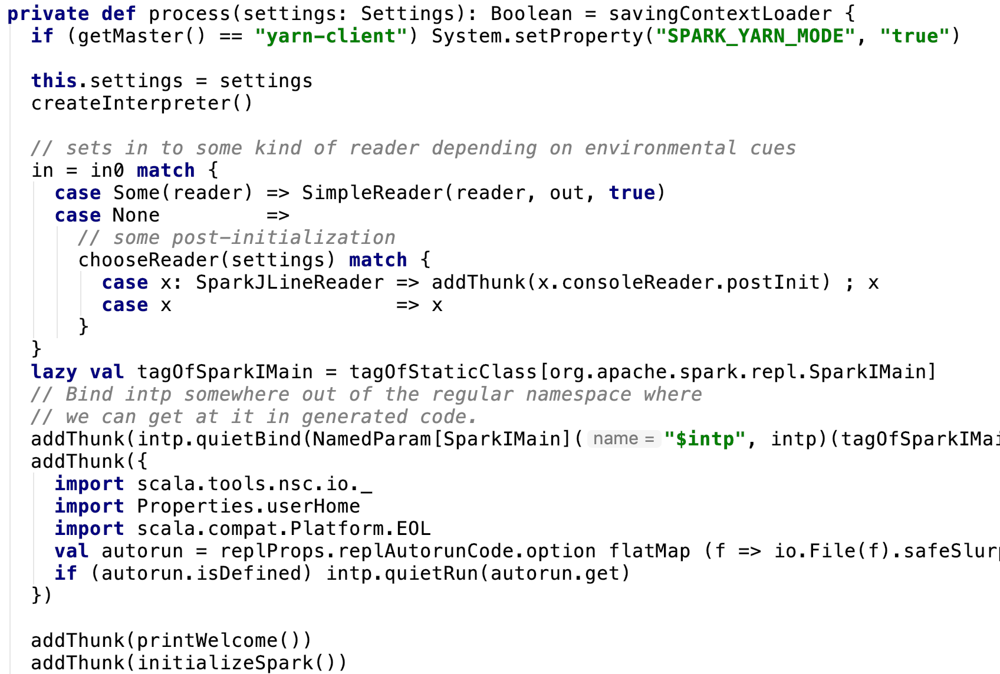 private def process(settings: Settings): Boolean = savingContextLoader {
if (getMaster() == "yarn-client") System.setProperty("SPARK_YARN_MODE", "true")
this.settings = settings
createInterpreter()
// sets in to some kind of reader depending on environmental cues
in = in0 match {
case Some(reader) => SimpleReader(reader, out, true)
case None         =>
// some post-initialization
chooseReader(settings) match {
case x: SparkJLineReader => addThunk(x.consoleReader.postInit) ; x
case x                   => x
}
}
lazy val tagOfSparkIMain = tagOfStaticClass[org.apache.spark.repl.SparkIMain]
// Bind intp somewhere out of the regular namespace where
// we can get at it in generated code.
addThunk(intp.quietBind(NamedParam[SparkIMain]( name = "$intp", intp)(tagOfSparkIMai
addThunk({
import scala.tools.nsc.io._
import Properties.userHome
import scala.compat.Platform.EOL
val autorun = replProps.replAutorunCode.option flatMap (f => io.File(f).safeSlurp
if (autorun.isDefined) intp.quietRun(autorun.get)
})
addThunk(printWelcome())
addThunk(initializeSpark())